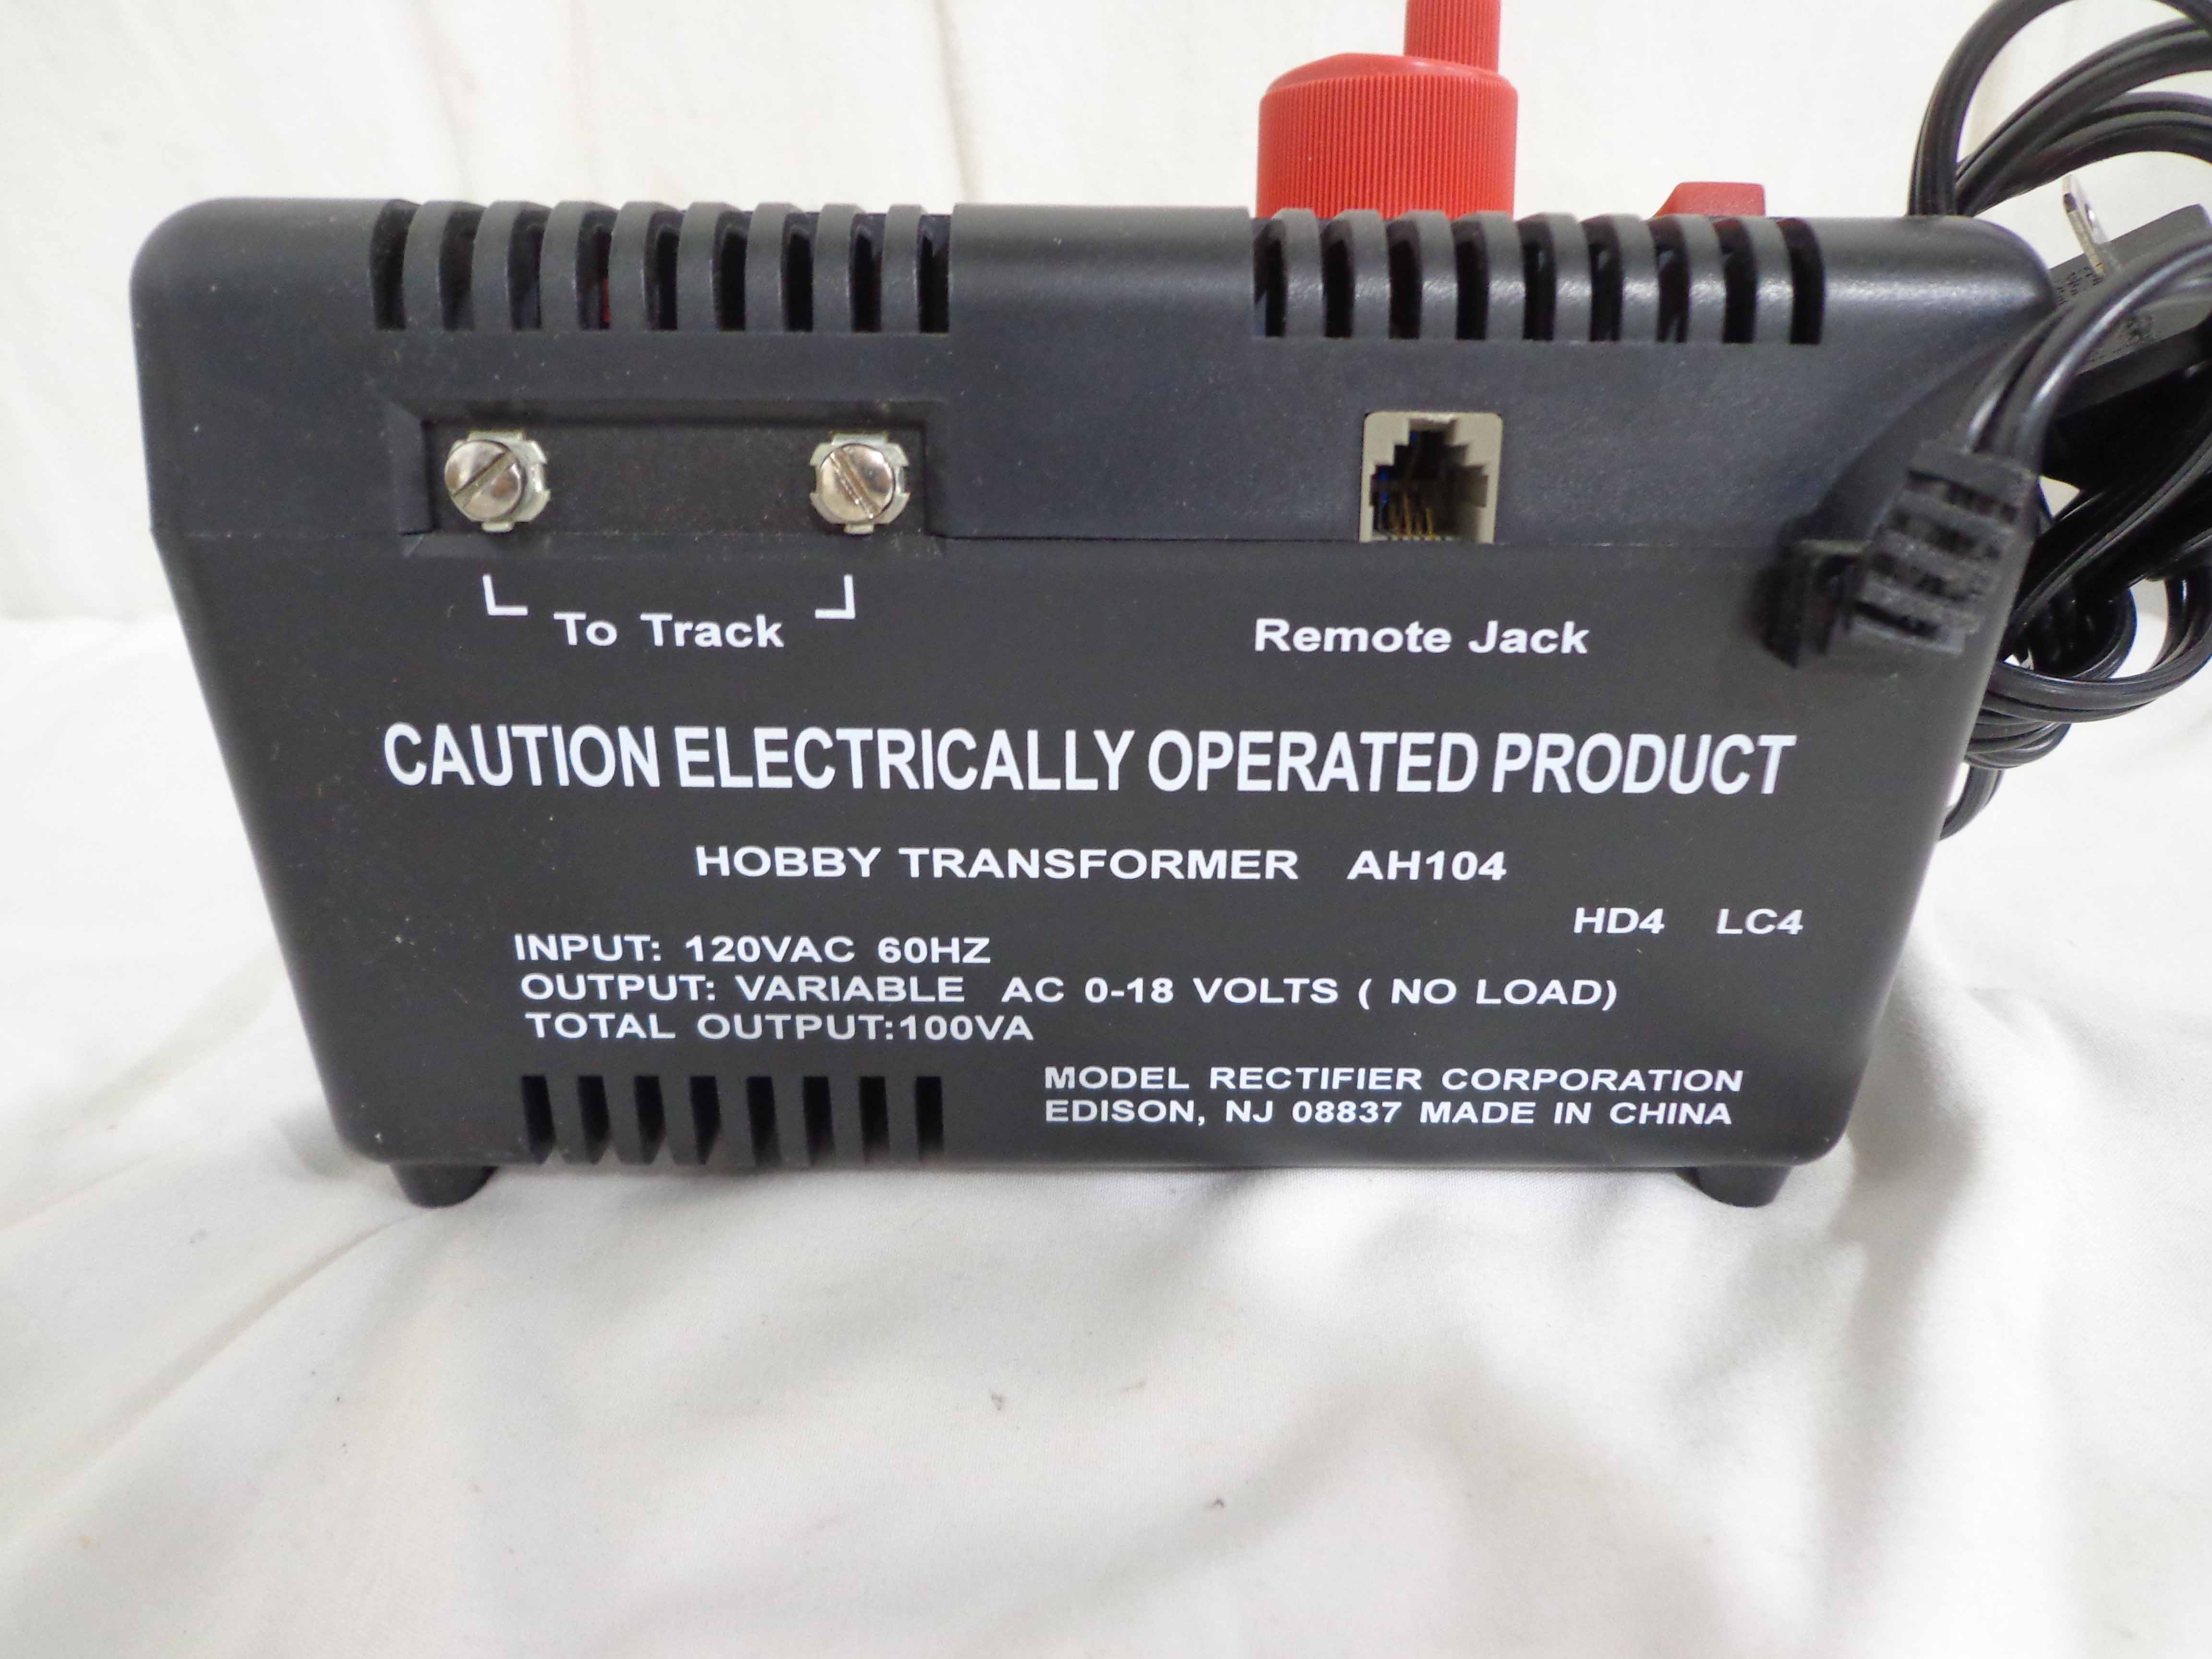 To Track
Remote Jack
CAUTION ELECTRICALLY OPERATED PRODUCT
HOBBY TRANSFORMER AH104
HD4 LC4
INPUT: 120VAC 60HZ
OUTPUT: VARIABLE AC 0-18 VOLTS ( NO LOAD)
TOTAL OUTPUT:100VA
MODEL RECTIFIER CORPORATION
EDISON, NJ 08837 MADE IN CHINA